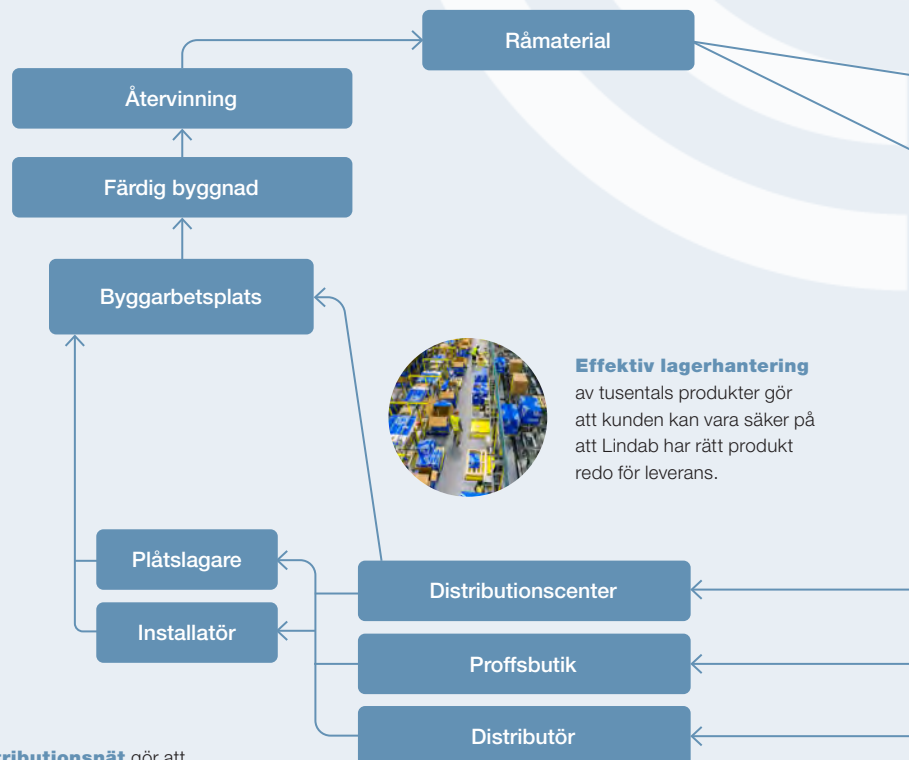 Råmaterial
Återvinning
Färdig byggnad
Byggarbetsplats
Effektiv lagerhantering
av tusentals produkter gör
att kunden kan vara säker på
att Lindab har rätt produkt
redo för leverans.
Plåtslagare
Distributionscenter
Installatör
Proffsbutik
Distributör
gör att